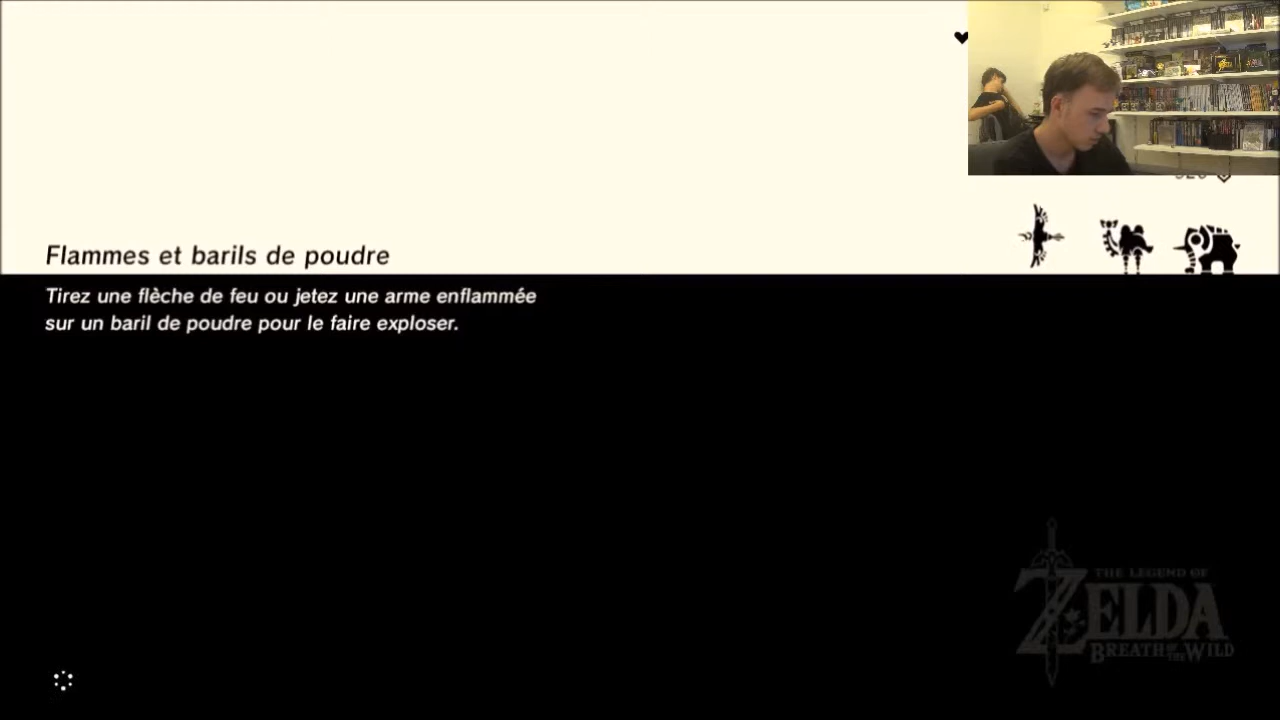 Flammes et barils de poudre
Tirez une flèche de feu ou jetez une arme enflammée
sur un baril de poudre pour le faire exploser.
THE LEGEND OF
ZELDA
BREATH OF THE WILD